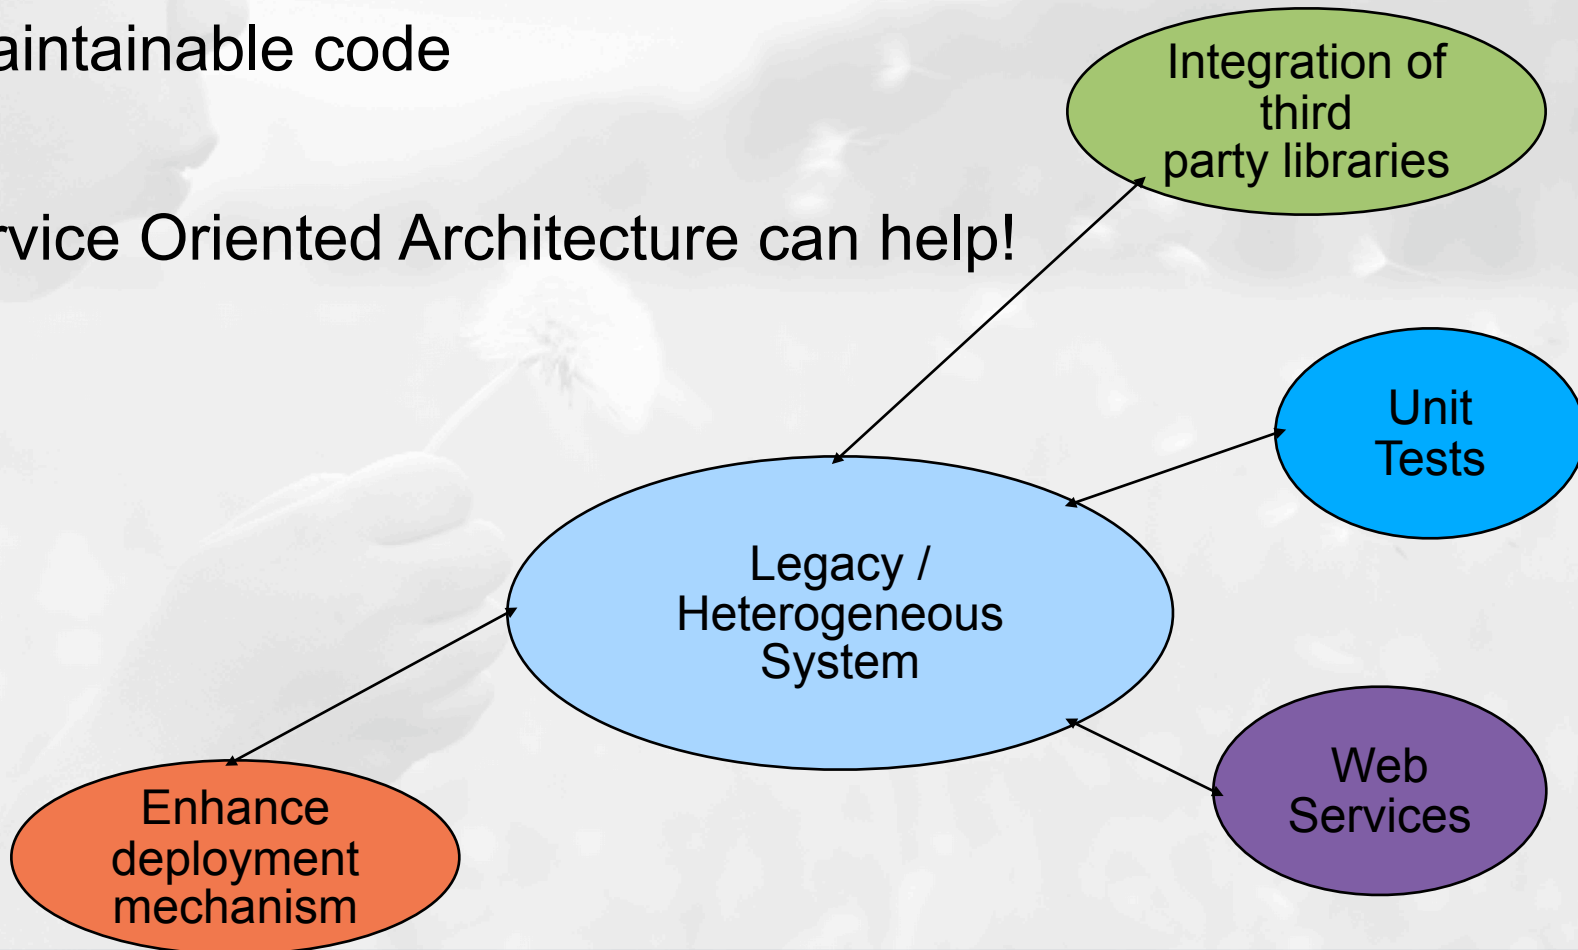 aintainable code
rvice Oriented Architecture can help!
Integration of
third
party libraries
Unit
Tests
Legacy /
Heterogeneous
System
Web
Services
Enhance
deployment
mechanism